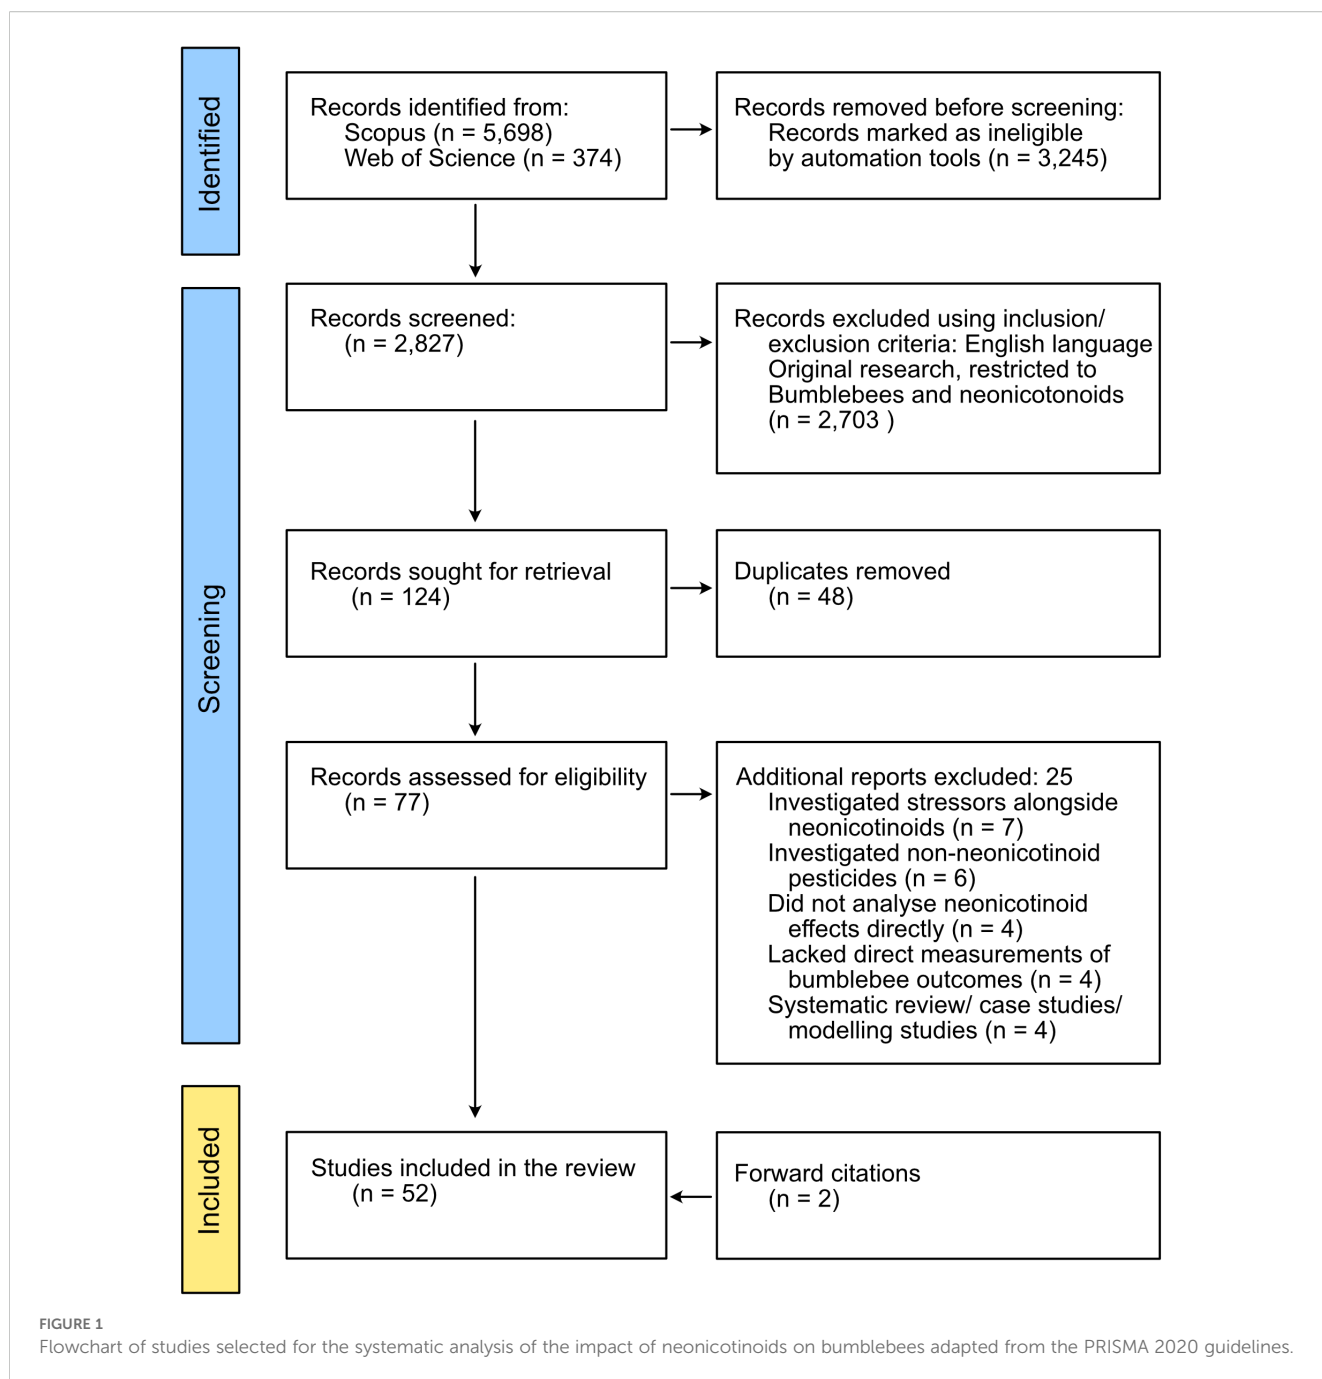 Identified
Records identified from:
Scopus (n = 5,698)
Web of Science (n = 374)
Records removed before screening:
Records marked as ineligible
by automation tools (n = 3,245)
Screening
Records screened:
(n = 2,827)
Records excluded using inclusion/
exclusion criteria: English language
Original research, restricted to
Bumblebees and neonicotonoids
(n = 2,703 )
Records sought for retrieval
(n = 124)
Duplicates removed
(n = 48)
Records assessed for eligibility
(n = 77)
Additional reports excluded: 25
Investigated stressors alongside
neonicotinoids (n = 7)
Investigated non-neonicotinoid
pesticides (n = 6)
Did not analyse neonicotinoid
effects directly (n = 4)
Lacked direct measurements of
bumblebee outcomes (n = 4)
Systematic review/ case studies/
modelling studies (n = 4)
Included
Studies included in the review
(n = 52)
Forward citations
(n = 2)
FIGURE 1
Flowchart of studies selected for the systematic analysis of the impact of neonicotinoids on bumblebees adapted from the PRISMA 2020 guidelines.